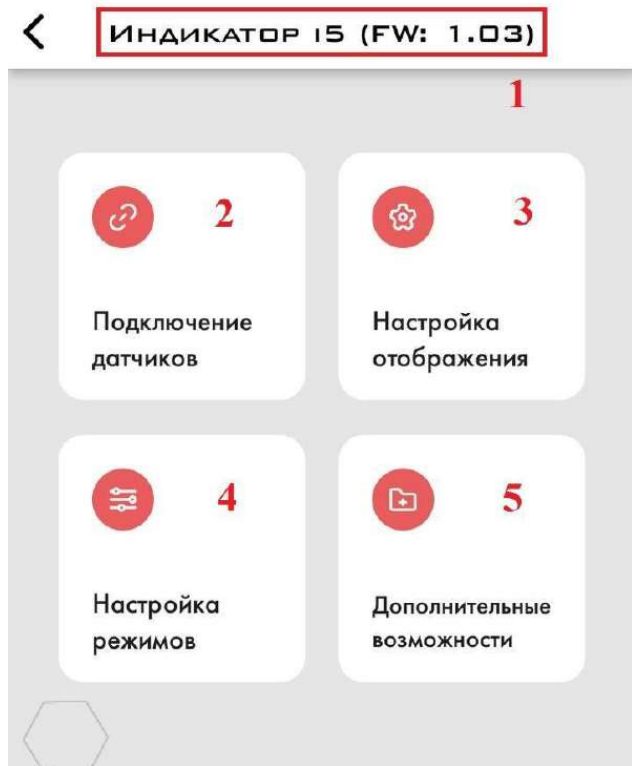 Индикатор i5 (FW: 1.03)
1
2
3
Подключение
датчиков
Настройка
отображения
4
5
Настройка
режимов
Дополнительные
возможности